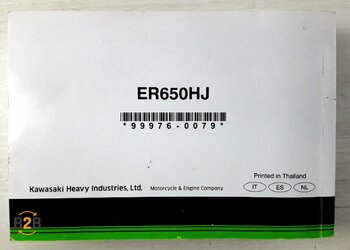 ER650HJ
*99976-0079*
Printed in Thailand
Kawasaki Heavy Industries, Ltd. Motorcycle & Engine Company IT ES NL
B2B